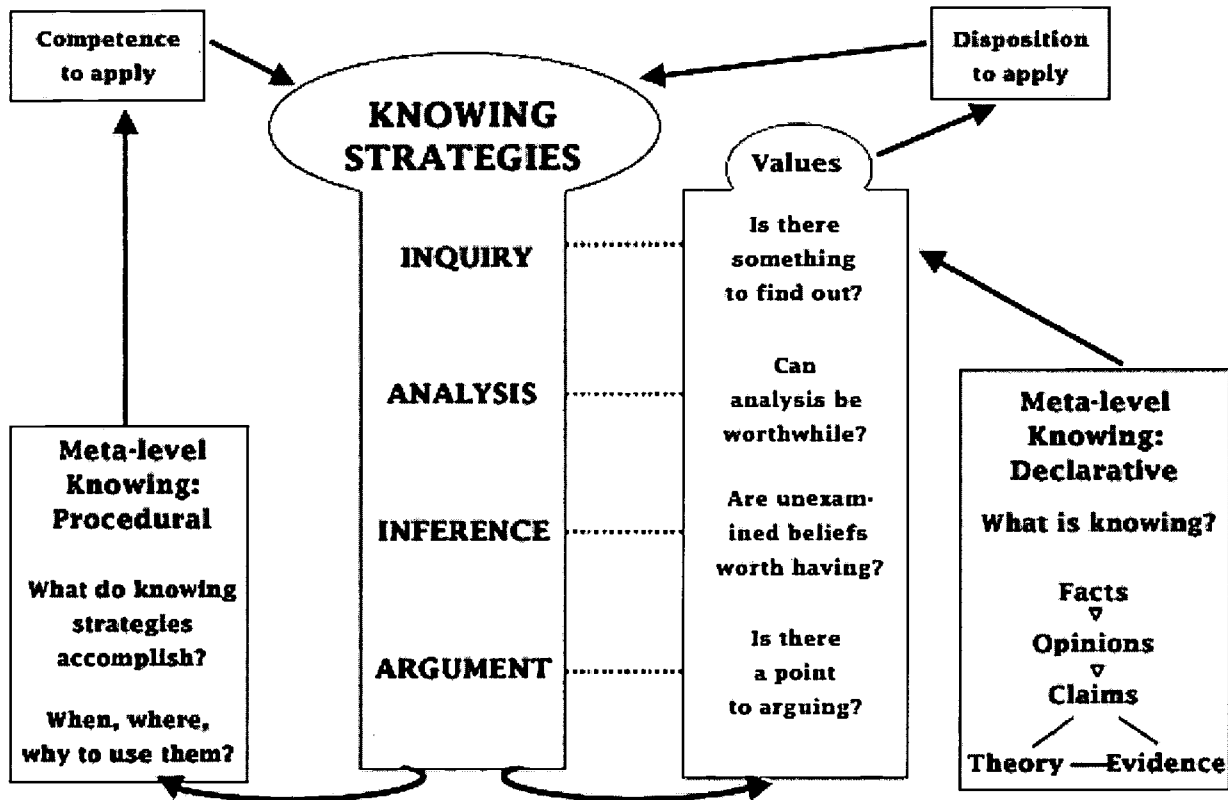 Competence
to apply
Disposition
to apply
KNOWING
STRATEGIES
INQUIRY
ANALYSIS
INFERENCE
ARGUMENT
Values
Is there
something
to find out?
Can
analysis be
worthwhile?
Are unexam-
ined beliefs
worth having?
Is there
a point
to arguing?
Meta-level
Knowing:
Procedural
What do knowing
strategies
accomplish?
When, where,
why to use them?
Meta-level
Knowing:
Declarative
What is knowing?
Facts
Opinions
Claims
Theory
Evidence